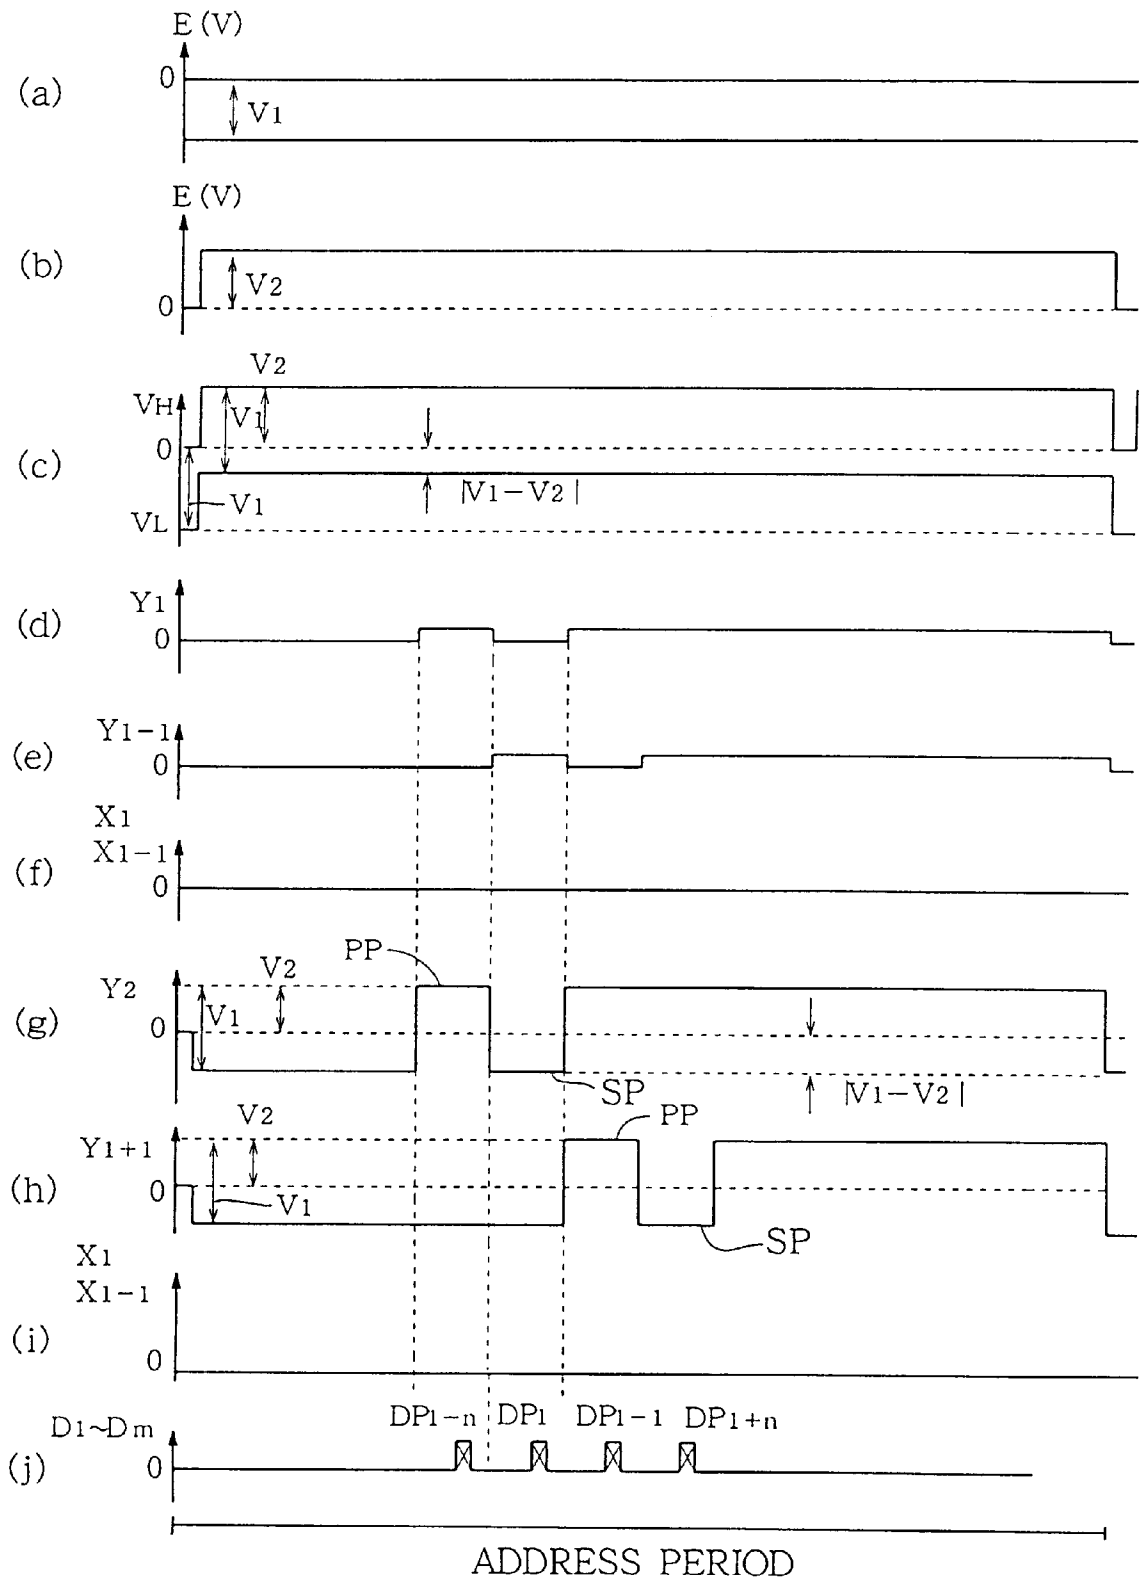 E (V)
0
(a)
V1
E (V)
(b)
V2
0
V2
VH
V1
0
(c)
|V1-V2|
V1
VL
Y1
(d)
0
Y1-1
(e)
0
X1
X1-1
(f)
0
PP
V2
Y2
V1
(g)
0
SP
|V1-V2|
V2
PP
Y1+1
(h)
0
V1
SP
X1
X1-1
(i)
0
DP1-n
DP1
DP1-1
DP1+n
D1~Dm
(j)
0
ADDRESS PERIOD